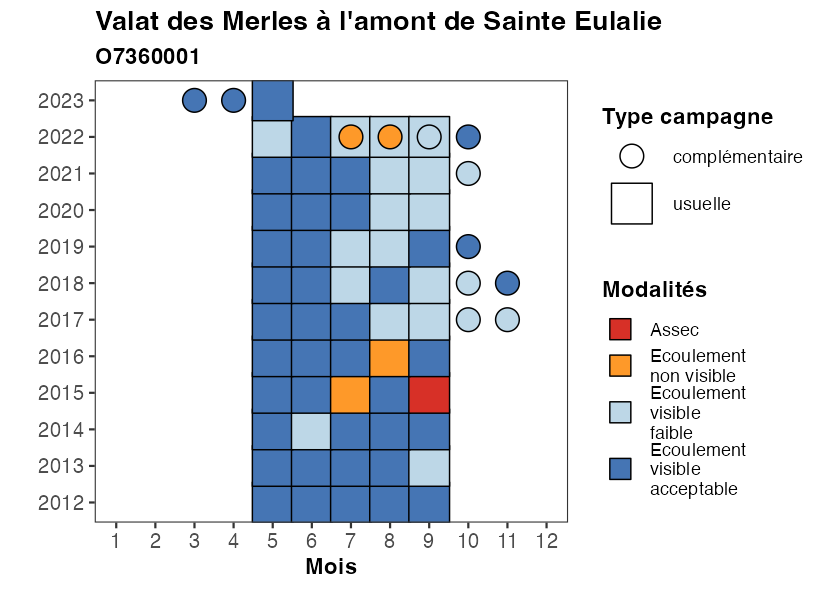 Valat des Merles à l'amont de Sainte Eulalie
O7360001
2023
2022
2021
2020
2019
2018
2017
2016
2015
2014
2013
2012
1 2 3 4 5 6 7 8 9 10 11 12
Mois
Type campagne
complémentaire
usuelle
Modalités
Assec
Ecoulement
non visible
Ecoulement
visible
faible
Ecoulement
visible
acceptable